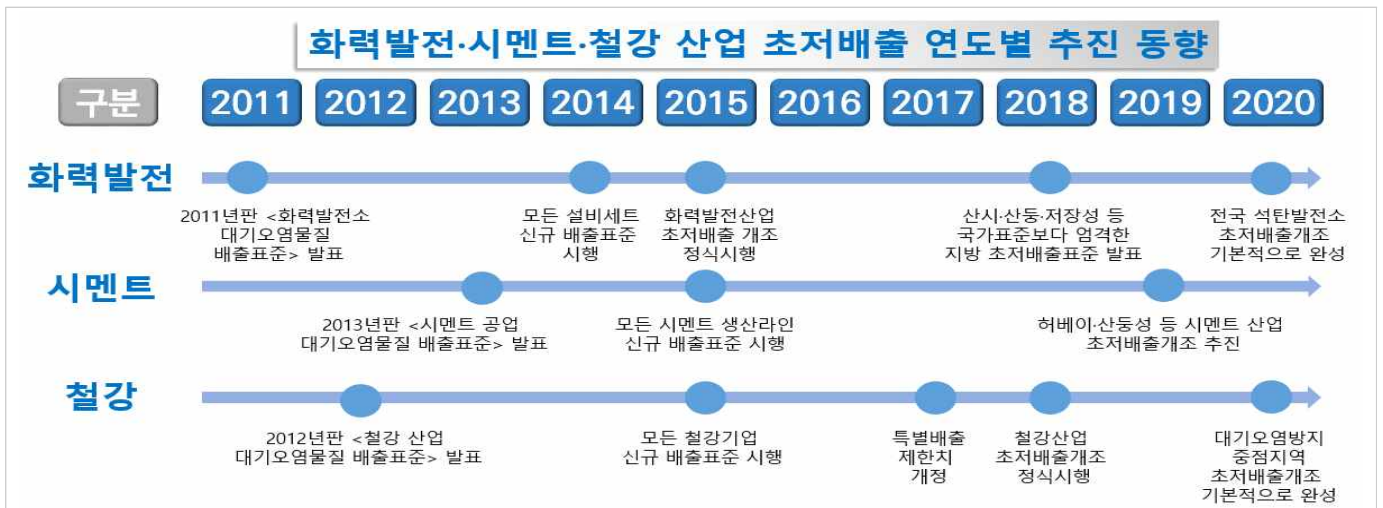 화력발전·시멘트·철강 산업 초저배출 연도별 추진 동향
구분 2011 2012 2013 2014 2015 2016 2017 2018 2019 2020
화력발전
2011년판 <화력발전소
대기오염물질
배출표준> 발표
모든 설비세트
신규 배출표준
시행
화력발전산업
초저배출 개조
정식시행
산시·산둥·저장성 등
국가표준보다 엄격한
지방 초저배출표준 발표
전국 석탄발전소
초저배출개조
기본적으로 완성
시멘트
2013년판 <시멘트 공업
대기오염물질 배출표준> 발표
모든 시멘트 생산라인
신규 배출표준 시행
허베이·산둥성 등 시멘트 산업
초저배출개조 추진
철강
2012년판 <철강 산업
대기오염물질 배출표준> 발표
모든 철강기업
신규 배출표준 시행
특별배출
제한치
개정
철강산업
초저배출개조
정식시행
대기오염방지
중점지역
초저배출개조
기본적으로 완성